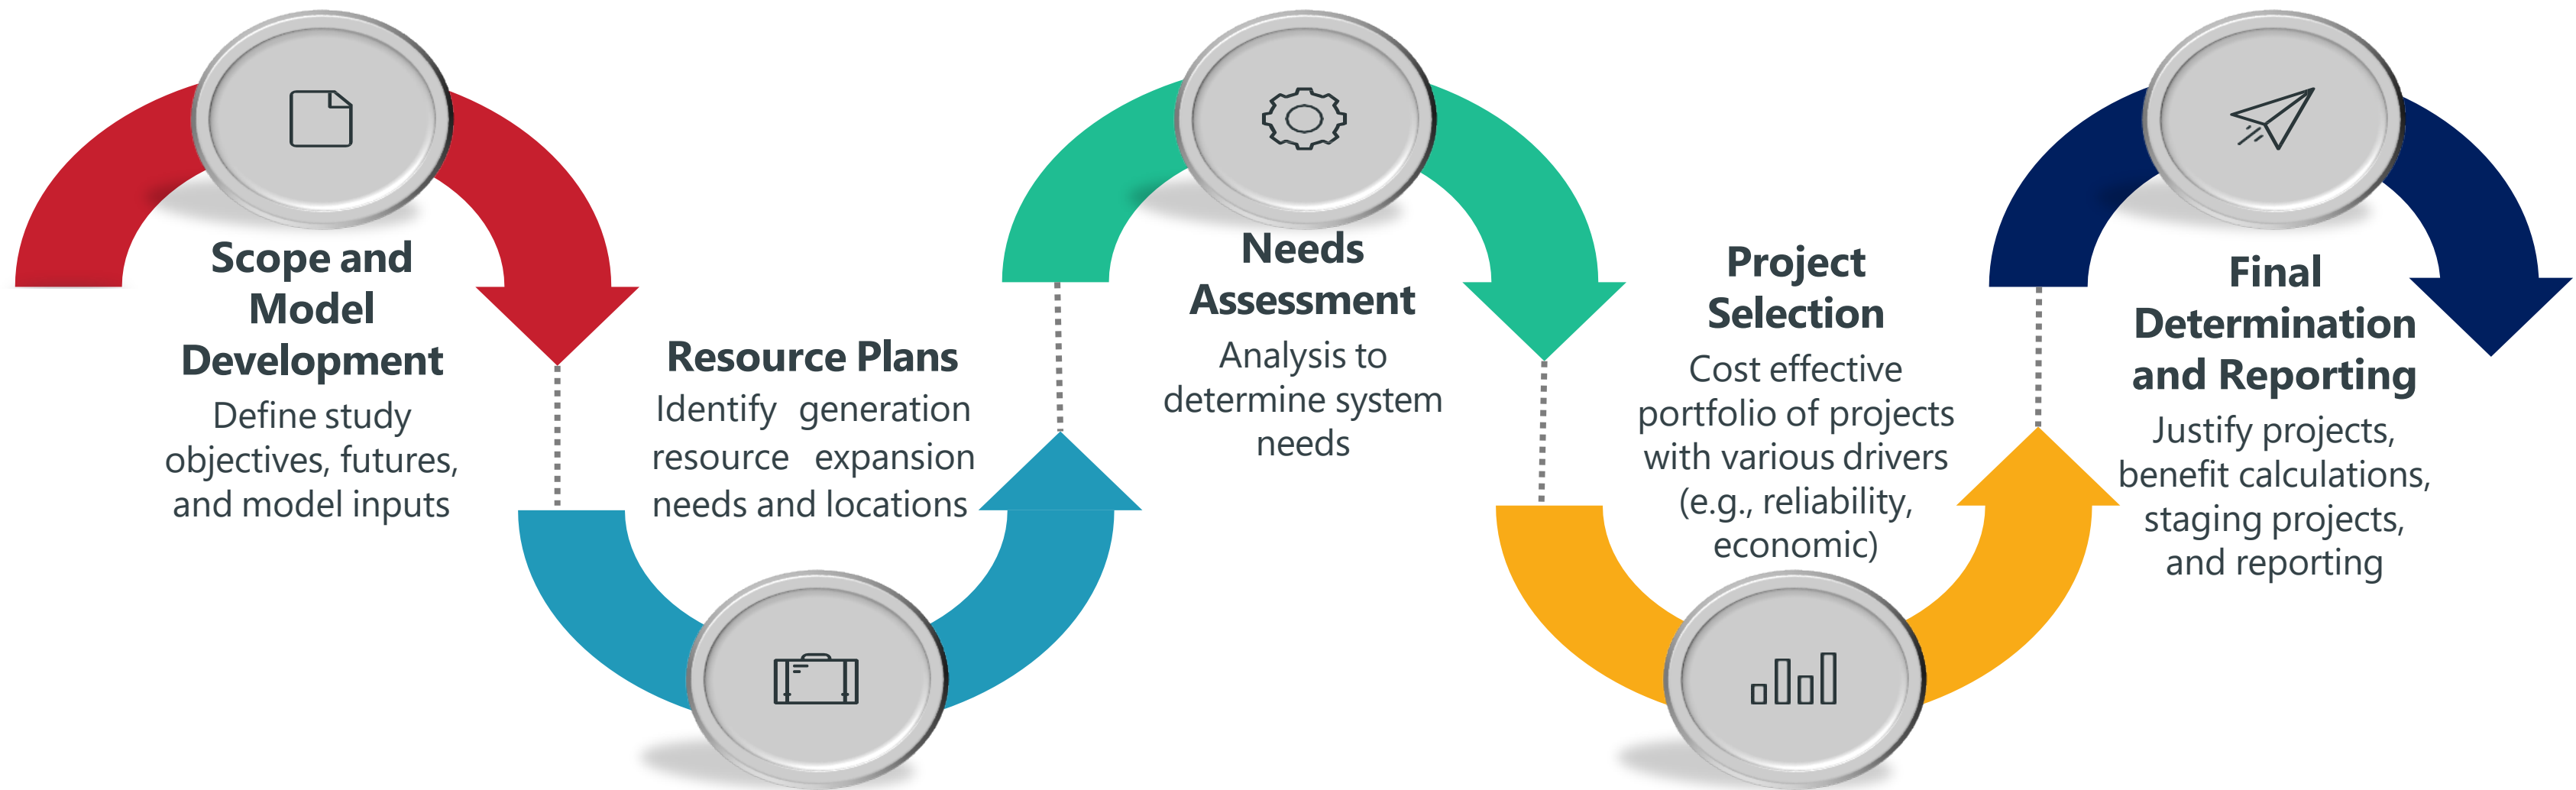 Scope and
Model
Development
Define study
objectives, futures,
and model inputs
Resource Plans
Identify generation
resource expansion
needs and locations
Needs
Assessment
Analysis to
determine system
needs
Project
Selection
Cost effective
portfolio of projects
with various drivers
(e.g., reliability,
economic)
Final
Determination
and Reporting
Justify projects,
benefit calculations,
staging projects,
and reporting